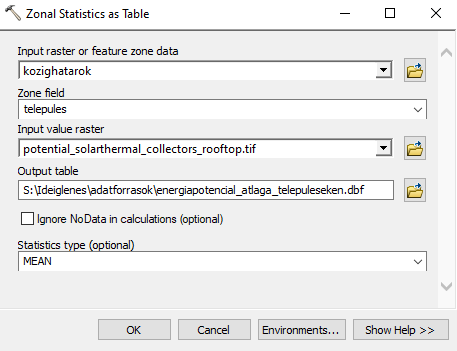 Zonal Statistics as Table
Input raster or feature zone data
kozighatarok
Zone field
telepules
Input value raster
potential_solarthermal_collectors_rooftop.tif
Output table
S:\Ideiglenes\adatforrasok\energiapotencial_atlaga_telepuleseken.dbf
Ignore NoData in calculations (optional)
Statistics type (optional)
MEAN
OK Cancel Environments... Show Help >>